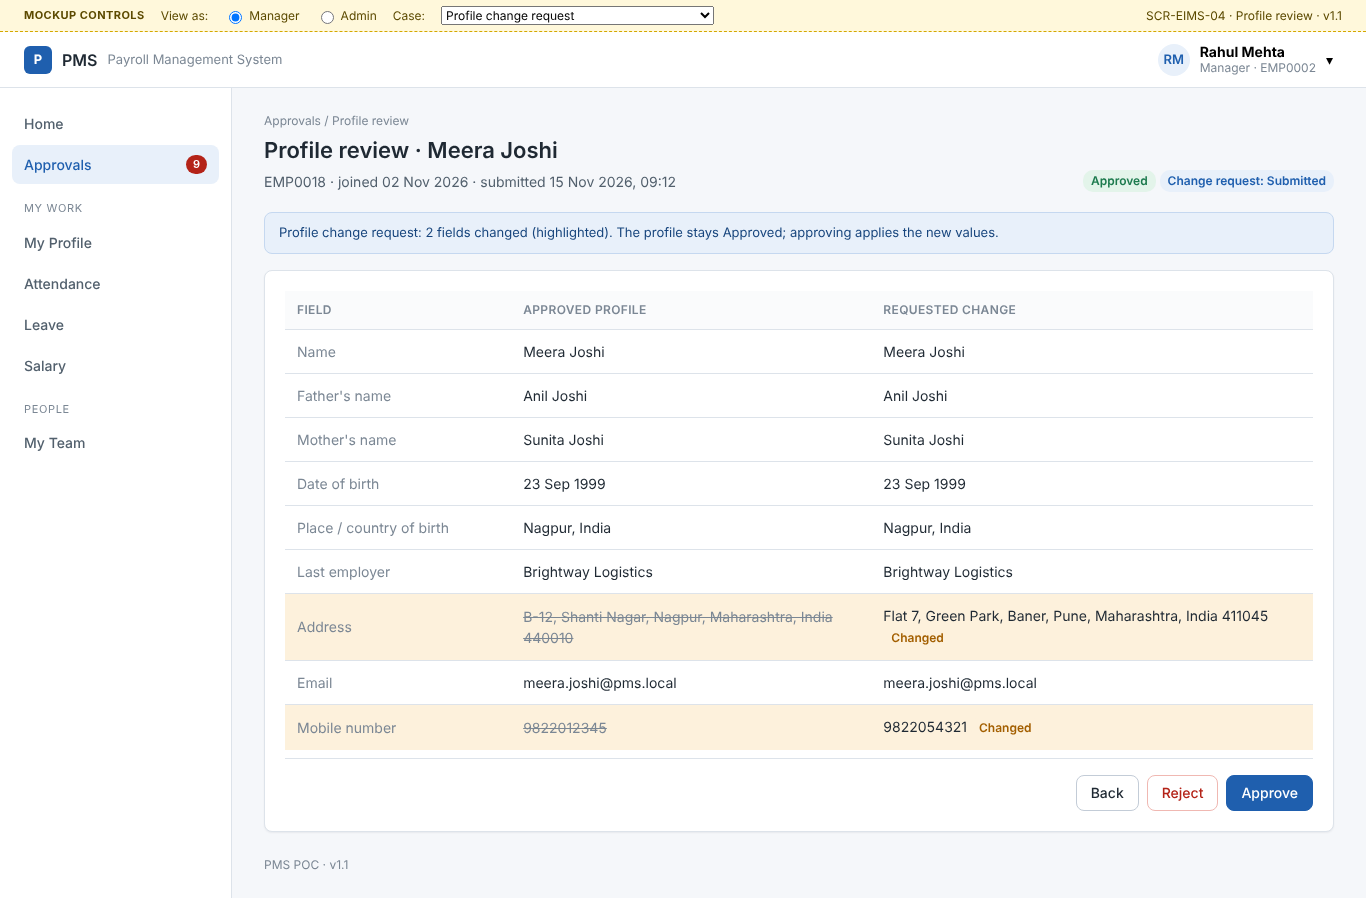 MOCKUP CONTROLS View as: Manager Admin Case: Profile change request SCR-EIMS-04 · Profile review · v1.1
P PMS Payroll Management System
RM Rahul Mehta
Manager · EMP0002 ▼
Home
Approvals 9
MY WORK
My Profile
Attendance
Leave
Salary
PEOPLE
My Team
Approvals / Profile review
Profile review · Meera Joshi
EMP0018 · joined 02 Nov 2026 · submitted 15 Nov 2026, 09:12
Approved Change request: Submitted
Profile change request: 2 fields changed (highlighted). The profile stays Approved; approving applies the new values.
FIELD APPROVED PROFILE REQUESTED CHANGE
Name Meera Joshi Meera Joshi
Father's name Anil Joshi Anil Joshi
Mother's name Sunita Joshi Sunita Joshi
Date of birth 23 Sep 1999 23 Sep 1999
Place / country of birth Nagpur, India Nagpur, India
Last employer Brightway Logistics Brightway Logistics
Address B-12, Shanti Nagar, Nagpur, Maharashtra, India 440010 Flat 7, Green Park, Baner, Pune, Maharashtra, India 411045 Changed
Email meera.joshi@pms.local meera.joshi@pms.local
Mobile number 9822012345 9822054321 Changed
Back Reject Approve
PMS POC · v1.1